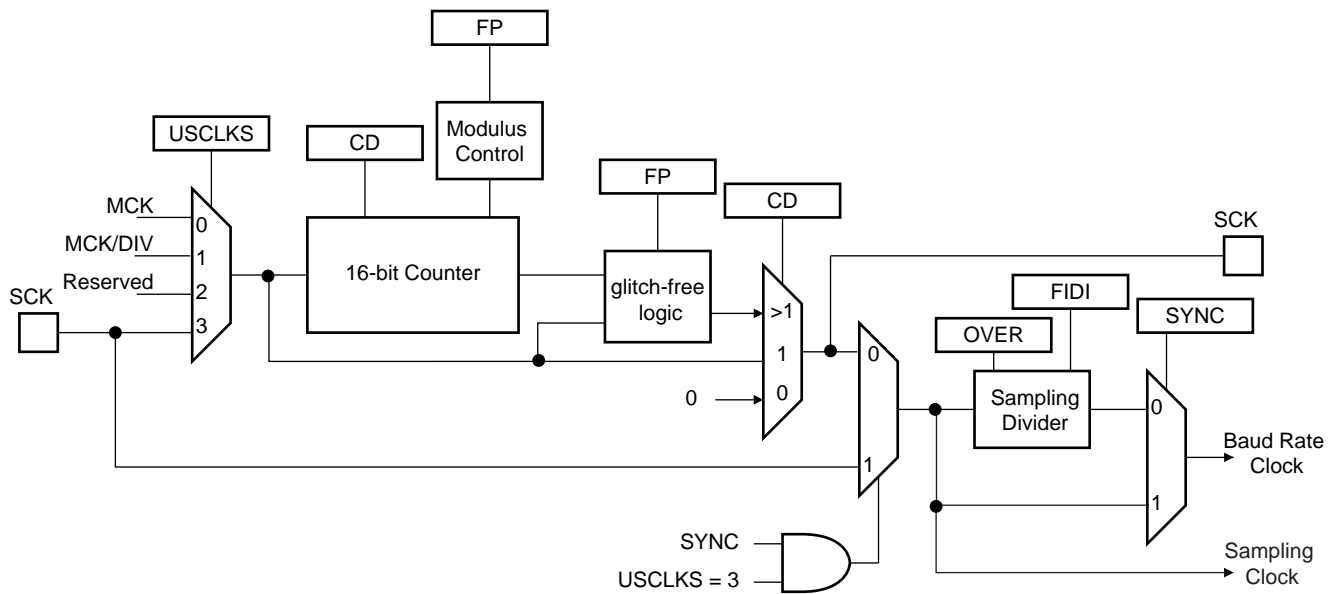 FP
USCLKS
CD
Modulus
Control
FP
CD
MCK
0
MCK/DIV
1
Reserved
2
SCK
3
16-bit Counter
glitch-free
logic
>1
1
0
0
SCK
FIDI
OVER
SYNC
0
1
Sampling
Divider
0
1
Baud Rate
Clock
SYNC
USCLKS = 3
Sampling
Clock